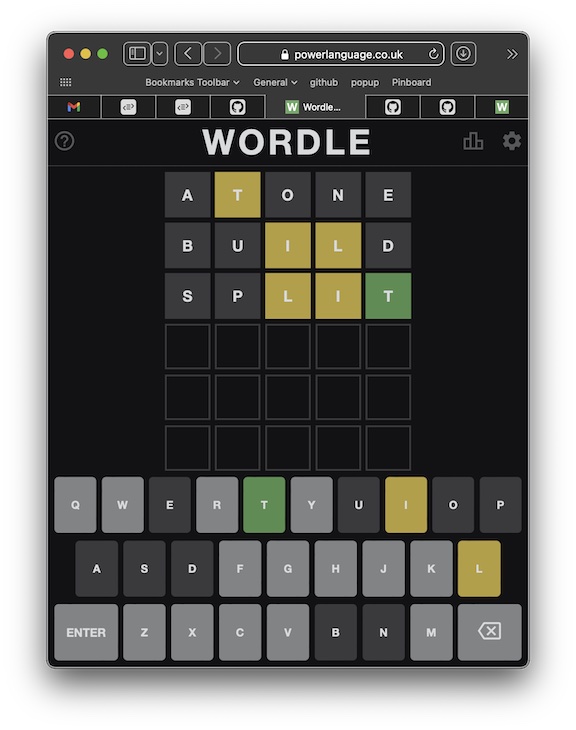 powerlanguage.co.uk
Bookmarks Toolbar General github popup Pinboard
W Wordle... W
WORDLE
A T O N E
B U I L D
S P L I T
Q W E R T Y U I O P
A S D F G H J K L
ENTER Z X C V B N M